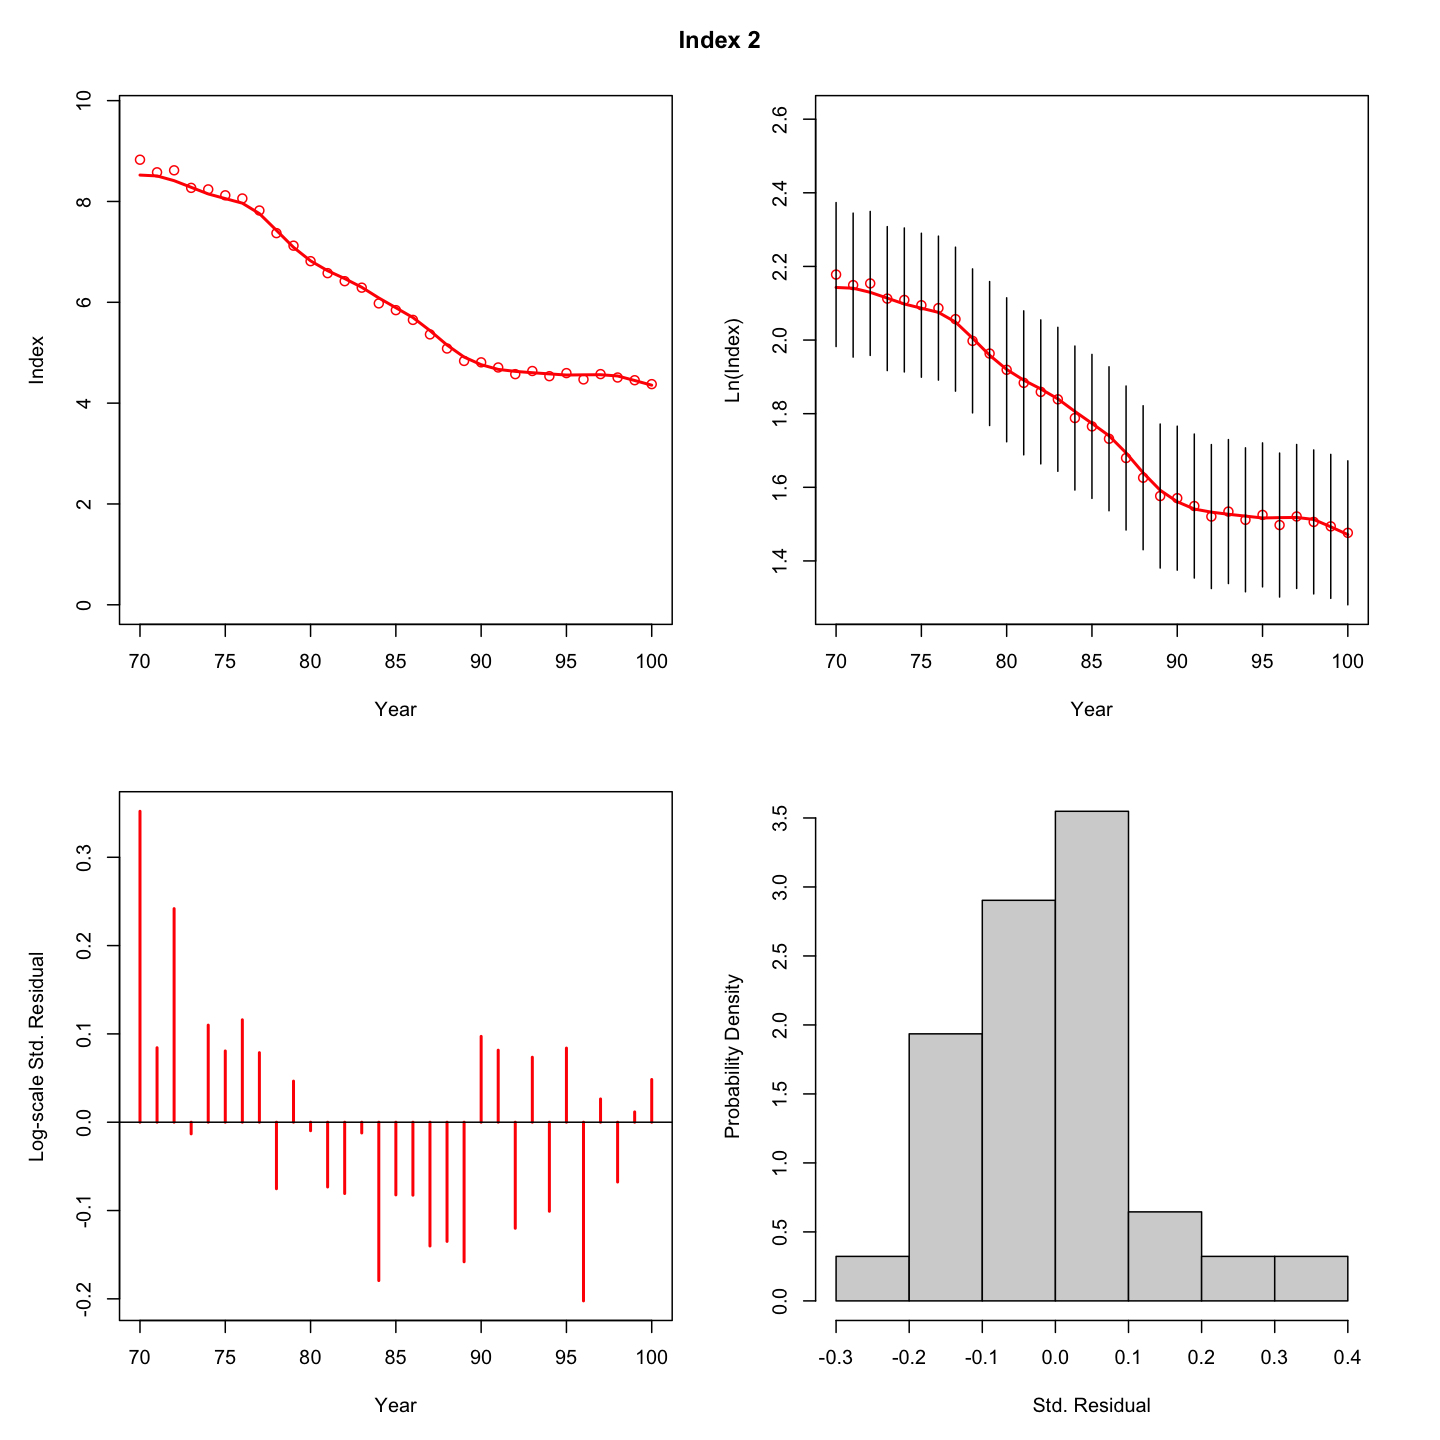 Index 2
Index
10
8
6
4
2
0
70 75 80 85 90 95 100
Year
Ln(Index)
2.6
2.4
2.2
2.0
1.8
1.6
1.4
70 75 80 85 90 95 100
Year
Log-scale Std. Residual
0.3
0.2
0.1
0.0
-0.1
-0.2
70 75 80 85 90 95 100
Year
Probability Density
3.5
3.0
2.5
2.0
1.5
1.0
0.5
0.0
-0.3 -0.2 -0.1 0.0 0.1 0.2 0.3 0.4
Std. Residual